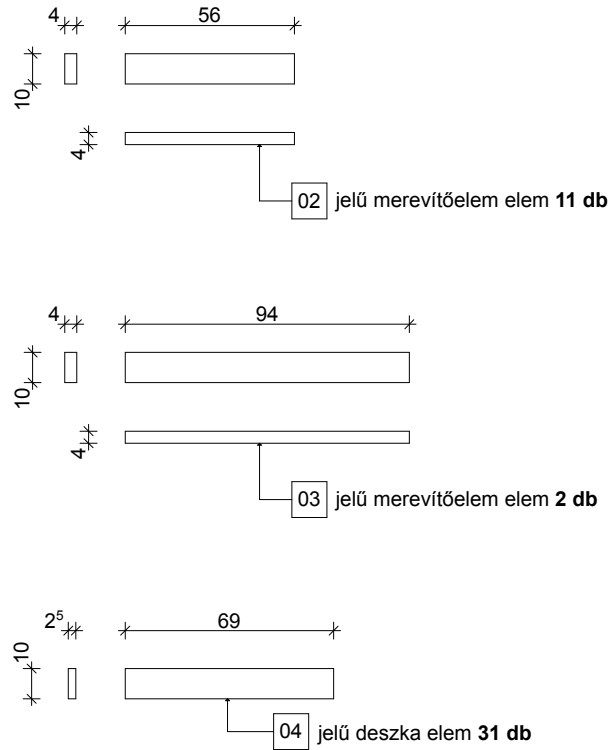 4 56
10
4
02 jelű merevítőelem elem 11 db
4 94
10
4
03 jelű merevítőelem elem 2 db
2⁵ 69
10
04 jelű deszka elem 31 db